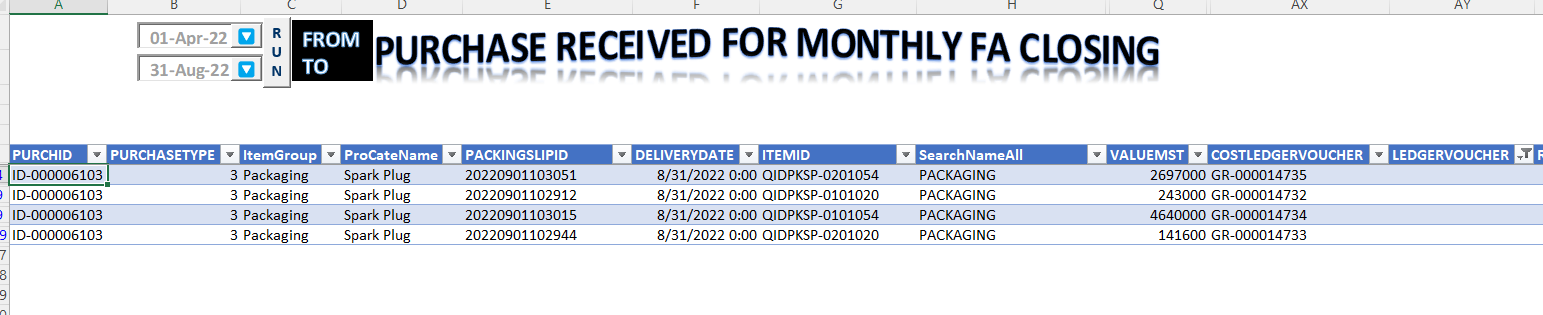 A B C D E F G H Q AX AY
01-Apr-22 RUN FROM PURCHASE RECEIVED FOR MONTHLY FA CLOSING
31-Aug-22 TO
PURCHID PURCHASETYPE ItemGroup ProCateName PACKINGSLIPID DELIVERYDATE ITEMID SearchNameAll VALUEMST COSTLEDGERVOUCHER LEDGERVOUCHER
ID-000006103 3 Packaging Spark Plug 20220901103051 8/31/2022 0:00 QIDPKSP-0201054 PACKAGING 2697000 GR-000014735
ID-000006103 3 Packaging Spark Plug 20220901102912 8/31/2022 0:00 QIDPKSP-0101020 PACKAGING 243000 GR-000014732
ID-000006103 3 Packaging Spark Plug 20220901103015 8/31/2022 0:00 QIDPKSP-0101054 PACKAGING 4640000 GR-000014734
ID-000006103 3 Packaging Spark Plug 20220901102944 8/31/2022 0:00 QIDPKSP-0201020 PACKAGING 141600 GR-000014733